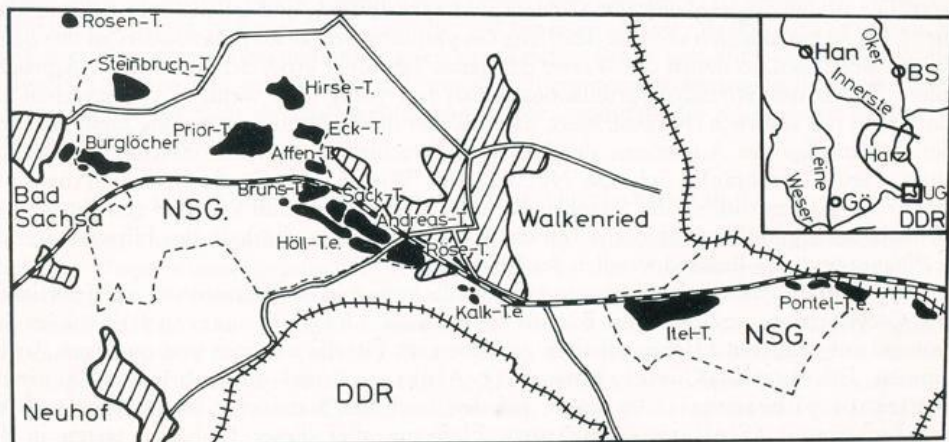 Rosen-T.
Steinbruch-T.
Hirse-T.
Prior-T.
Eck-T.
Burglöcher
Affen-T.
Bad
Sachsa
NSG.
Bruns-T.
Sack-T.
Andreas-T.
Höll-T.e.
Röse-T.
Walkenried
Kalk-T.e.
Itel-T.
Pontel-T.e.
NSG.
DDR
Neuhof
Han
Oker
BS
Innerste
Harz
Leine
Weser
Gö
UG
DDR